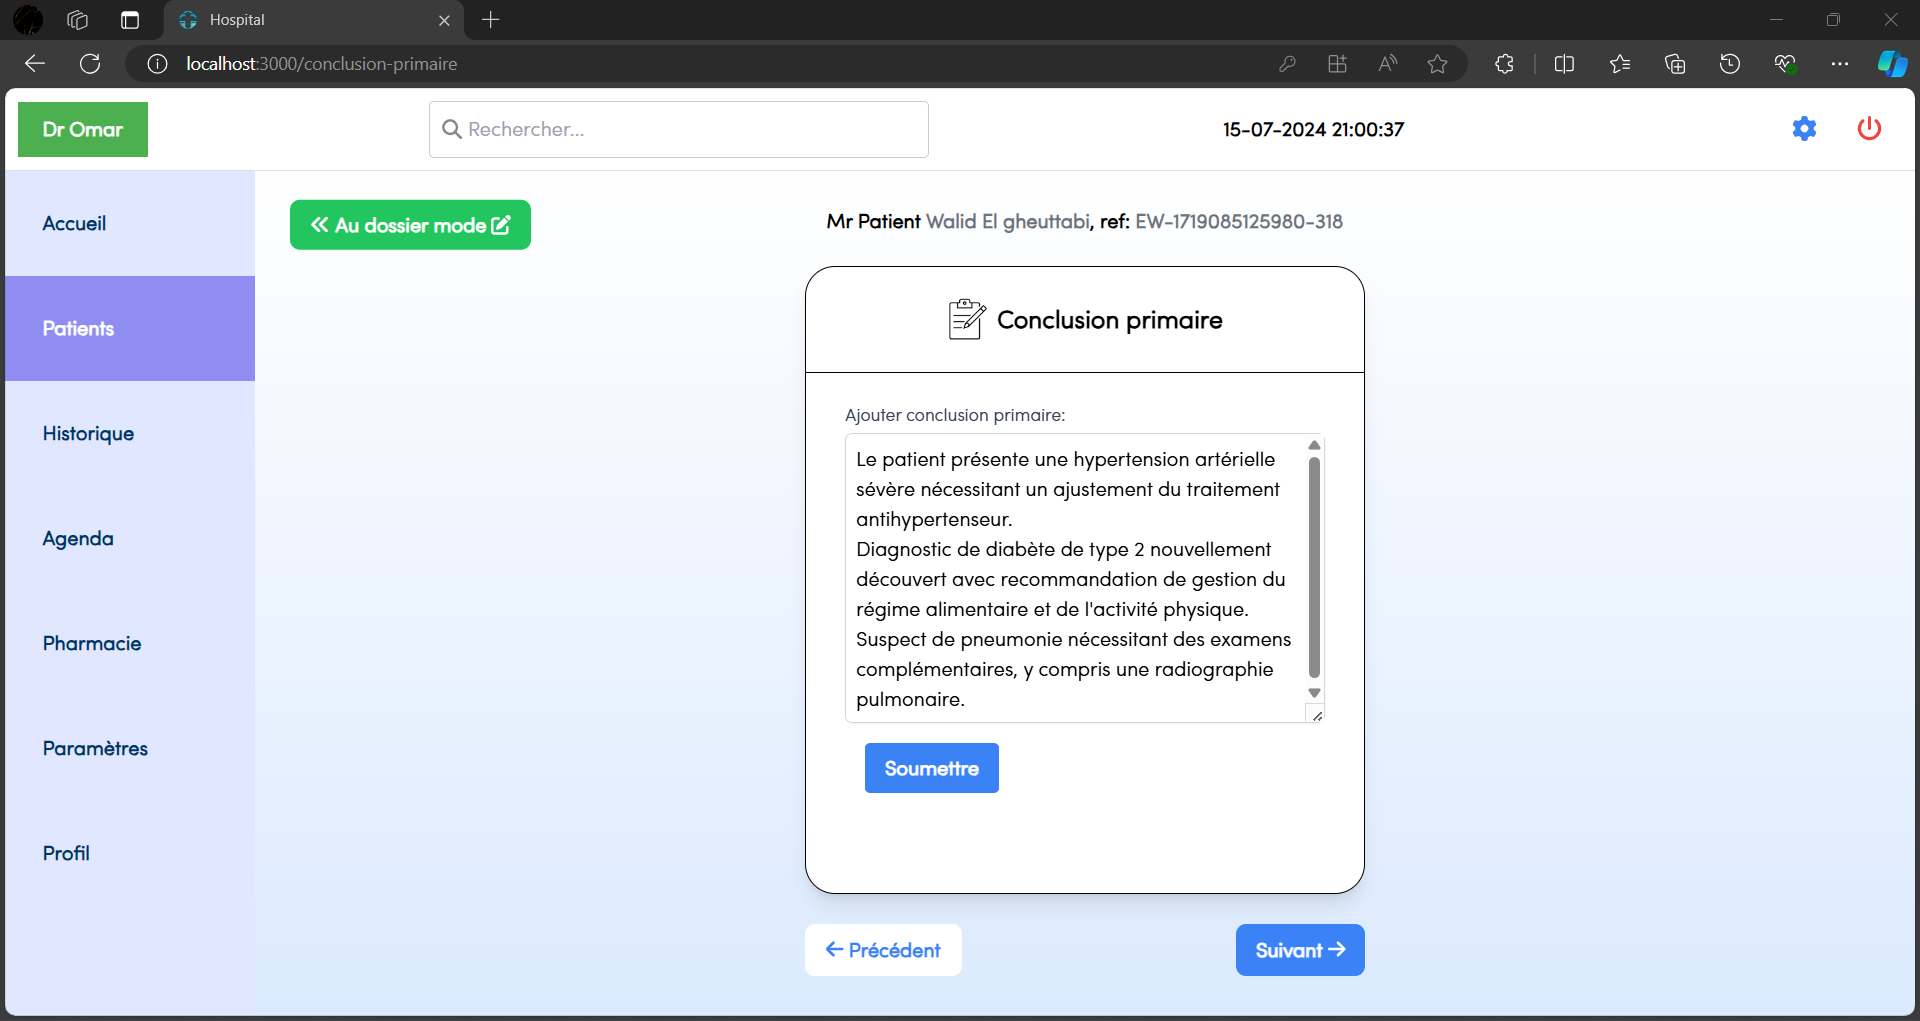 Hospital
localhost:3000/conclusion-primaire
Dr Omar
Rechercher...
15-07-2024 21:00:37
Accueil
Patients
Historique
Agenda
Pharmacie
Paramètres
Profil
« Au dossier mode
Mr Patient Walid El gheuttabi, ref: EW-1719085125980-318
Conclusion primaire
Ajouter conclusion primaire:
Le patient présente une hypertension artérielle
sévère nécessitant un ajustement du traitement
antihypertenseur.
Diagnostic de diabète de type 2 nouvellement
découvert avec recommandation de gestion du
régime alimentaire et de l'activité physique.
Suspect de pneumonie nécessitant des examens
complémentaires, y compris une radiographie
pulmonaire.
Soumettre
← Précédent
Suivant →